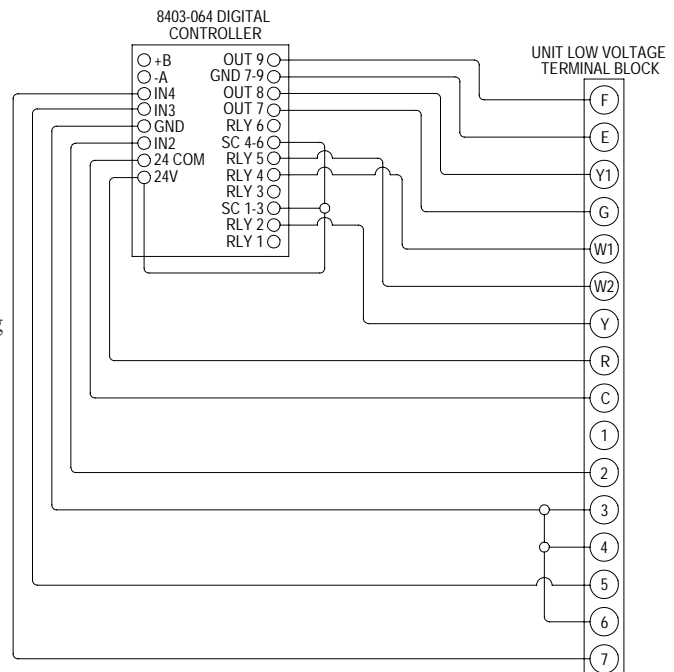 8403-064 DIGITAL
CONTROLLER
+B
-A
IN4
IN3
GND
IN2
24 COM
24V
OUT 9
GND 7-9
OUT 8
OUT 7
RLY 6
SC 4-6
RLY 5
RLY 4
RLY 3
SC 1-3
RLY 2
RLY 1
UNIT LOW VOLTAGE
TERMINAL BLOCK
F
E
Y1
G
W1
W2
Y
R
C
1
2
3
4
5
6
7